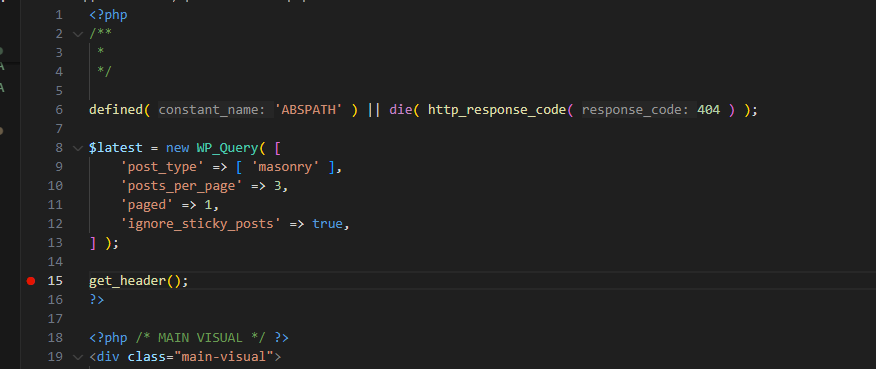 1 <?php
2 /**
3  *
4  */
5
6 defined( constant_name: 'ABSPATH' ) || die( http_response_code( response_code: 404 ) );
7
8 $latest = new WP_Query( [
9     'post_type' => [ 'masonry' ],
10     'posts_per_page' => 3,
11     'paged' => 1,
12     'ignore_sticky_posts' => true,
13 ] );
14
15 get_header();
16 ?>
17
18 <?php /* MAIN VISUAL */ ?>
19 <div class="main-visual">